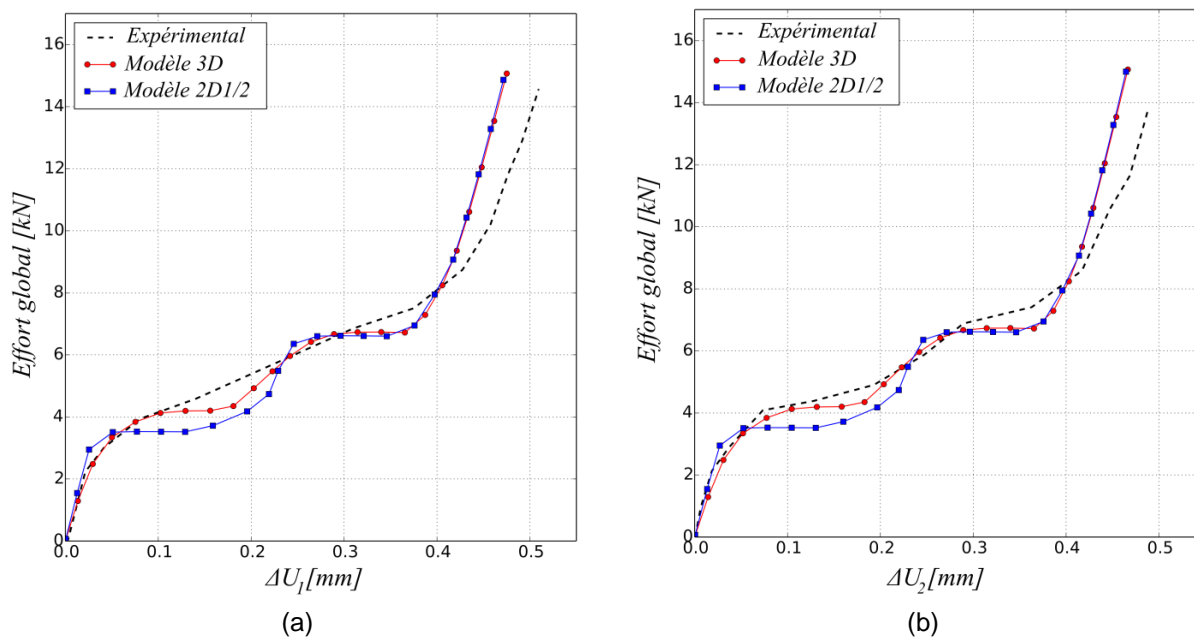 Expérimental
Modèle 3D
Modèle 2D1/2
Effort global [kN]
16
14
12
10
8
6
4
2
0
0.0 0.1 0.2 0.3 0.4 0.5
ΔU1[mm]
(a)
Expérimental
Modèle 3D
Modèle 2D1/2
Effort global [kN]
16
14
12
10
8
6
4
2
0
0.0 0.1 0.2 0.3 0.4 0.5
ΔU2[mm]
(b)